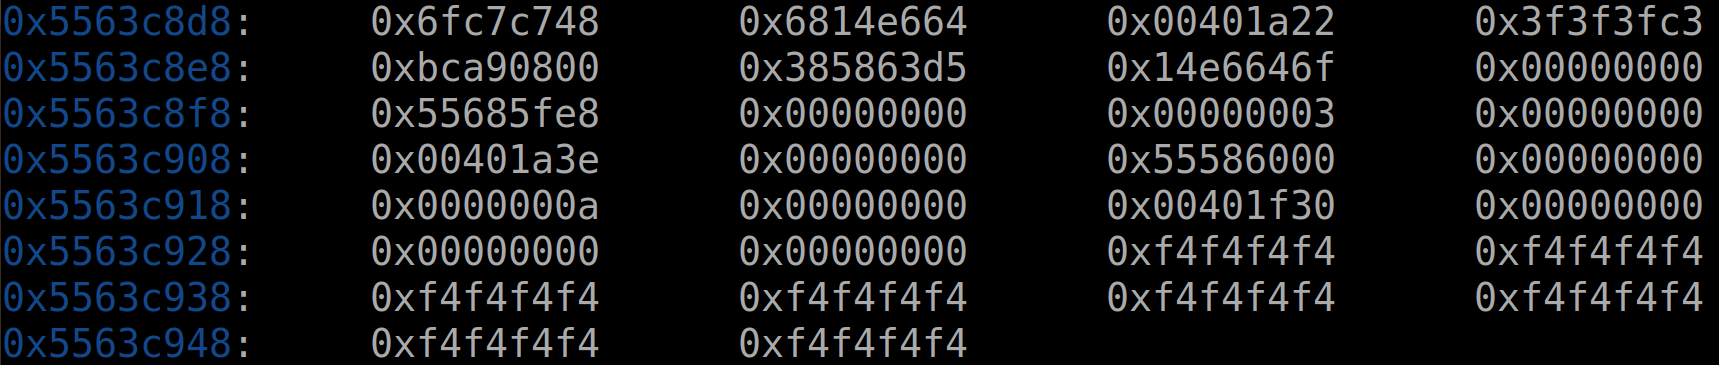 0x5563c8d8: 0x6fc7c748 0x6814e664 0x00401a22 0x3f3f3fc3
0x5563c8e8: 0xbca90800 0x385863d5 0x14e6646f 0x00000000
0x5563c8f8: 0x55685fe8 0x00000000 0x00000003 0x00000000
0x5563c908: 0x00401a3e 0x00000000 0x55586000 0x00000000
0x5563c918: 0x0000000a 0x00000000 0x00401f30 0x00000000
0x5563c928: 0x00000000 0x00000000 0xf4f4f4f4 0xf4f4f4f4
0x5563c938: 0xf4f4f4f4 0xf4f4f4f4 0xf4f4f4f4 0xf4f4f4f4
0x5563c948: 0xf4f4f4f4 0xf4f4f4f4